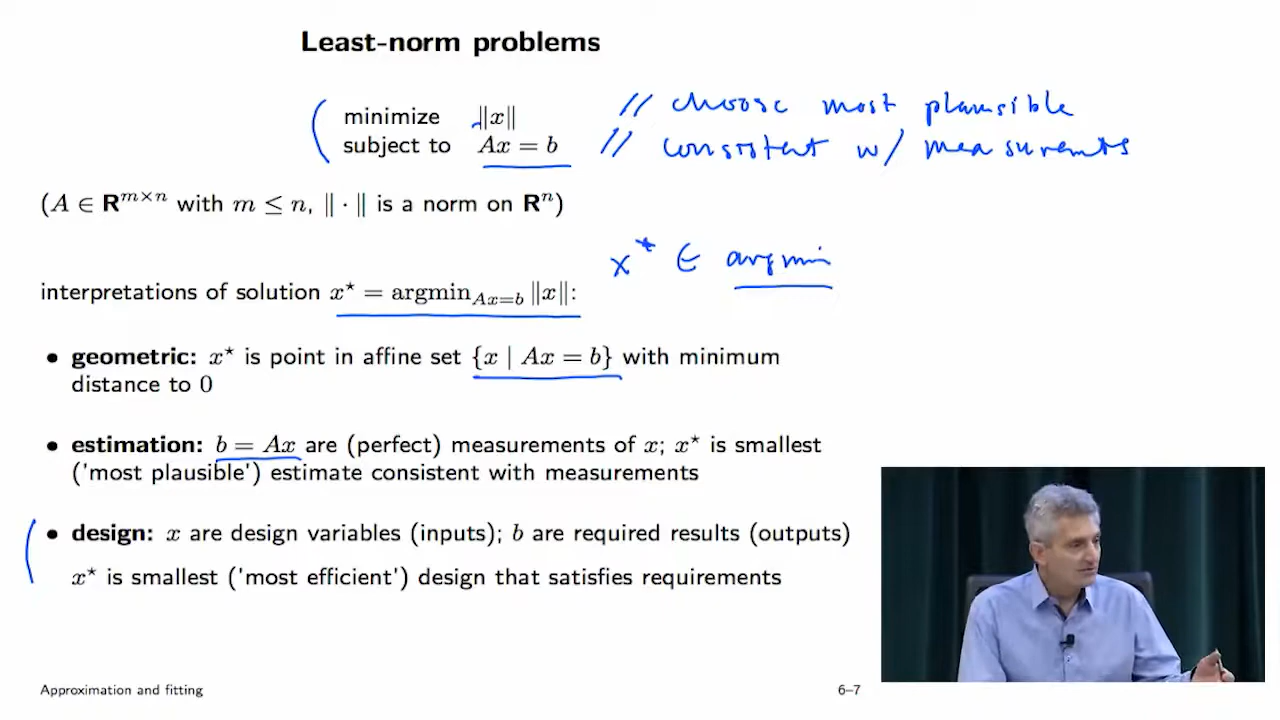 Least-norm problems
minimize ‖x‖ // choose most plausible
subject to Ax = b // consistent w/ measuremts
(A ∈ R^{m×n} with m ≤ n, ‖·‖ is a norm on R^n)
x* ∈ argmin
interpretations of solution x⋆ = argmin_{Ax=b} ‖x‖:
• geometric: x⋆ is point in affine set {x | Ax = b} with minimum
distance to 0
• estimation: b = Ax are (perfect) measurements of x; x⋆ is smallest
('most plausible') estimate consistent with measurements
• design: x are design variables (inputs); b are required results (outputs)
x⋆ is smallest ('most efficient') design that satisfies requirements
Approximation and fitting 6–7